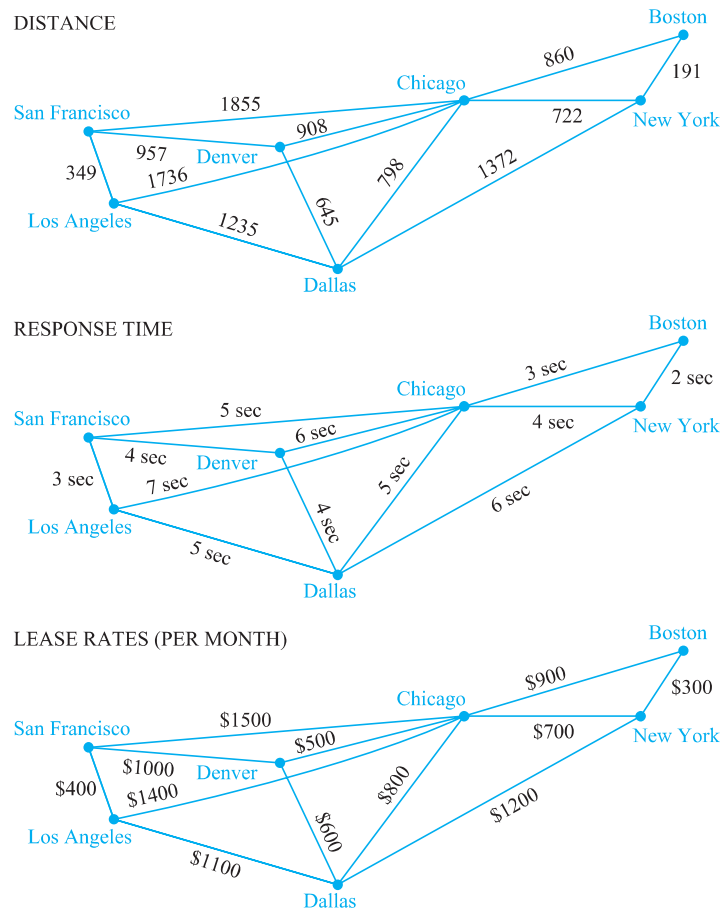 DISTANCE
Boston
860
191
Chicago
1855
San Francisco
908
722
New York
957
Denver
349
1736
798
1372
Los Angeles
1235
645
Dallas
RESPONSE TIME
Boston
3 sec
2 sec
Chicago
5 sec
San Francisco
6 sec
4 sec
New York
4 sec
Denver
3 sec
7 sec
5 sec
6 sec
Los Angeles
5 sec
4 sec
Dallas
LEASE RATES (PER MONTH)
Boston
$900
$300
Chicago
$1500
San Francisco
$500
$700
New York
$1000
Denver
$400
$1400
$800
$1200
Los Angeles
$1100
$600
Dallas